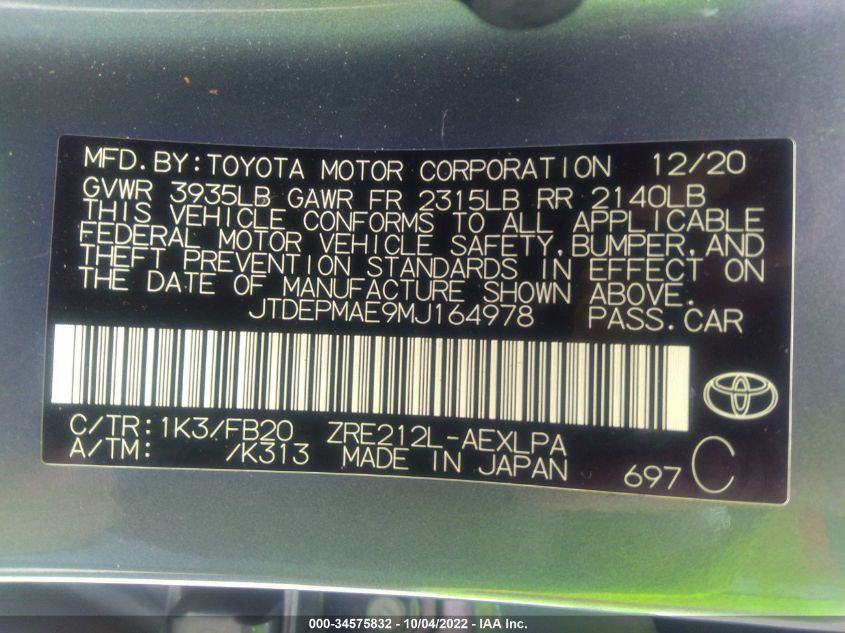 MFD.BY:TOYOTA MOTOR CORPORATION 12/20
GVWR 3935LB GAWR FR 2315LB RR 2140LB
THIS VEHICLE CONFORMS TO ALL APPLICABLE
FEDERAL MOTOR VEHICLE SAFETY,BUMPER,AND
THEFT PREVENTION STANDARDS IN EFFECT ON
THE DATE OF MANUFACTURE SHOWN ABOVE.
JTDEPMAE9MJ164978 PASS.CAR
C/TR:1K3/FB20 ZRE212L-AEXLPA
A/TM: /K313 MADE IN JAPAN 697 C
000-34575832 - 10/04/2022 - IAA Inc.